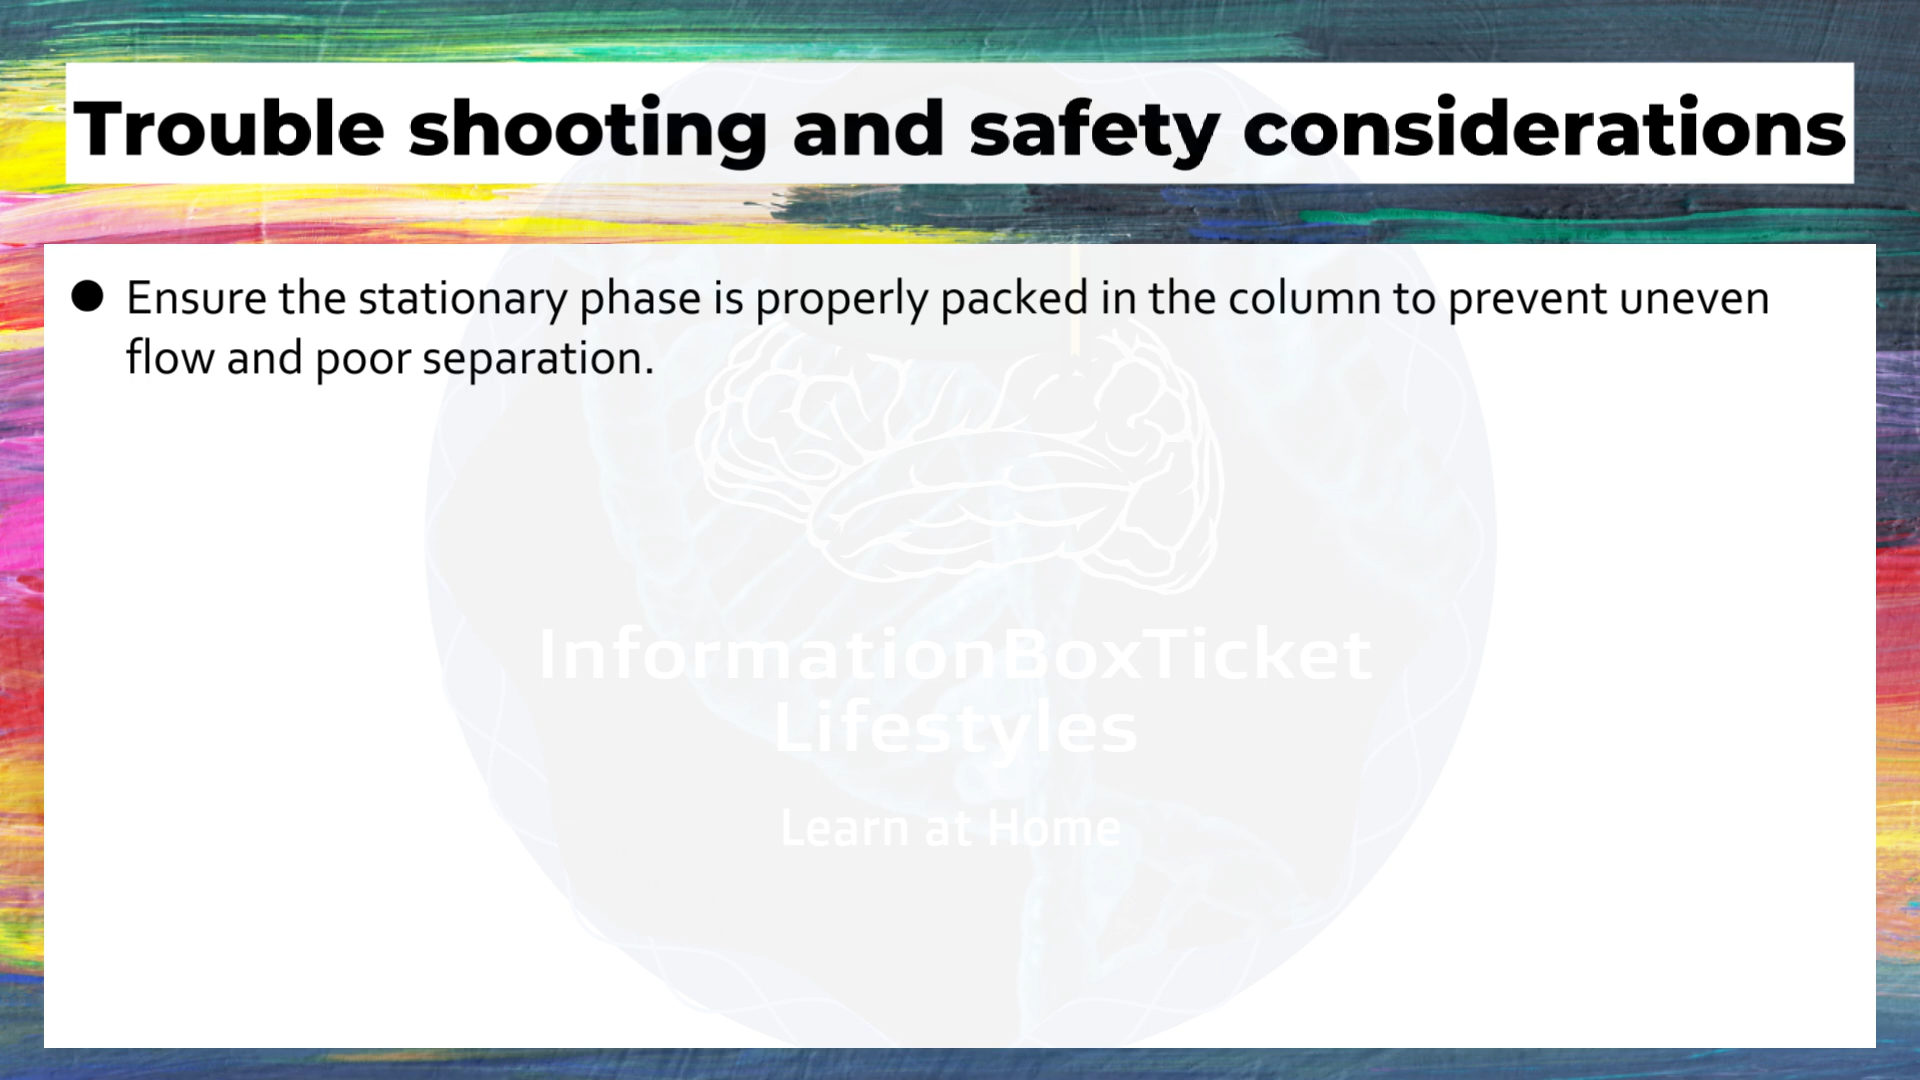 Trouble shooting and safety considerations
● Ensure the stationary phase is properly packed in the column to prevent uneven
flow and poor separation.
InformationBoxTicket
Lifestyles
Learn at Home